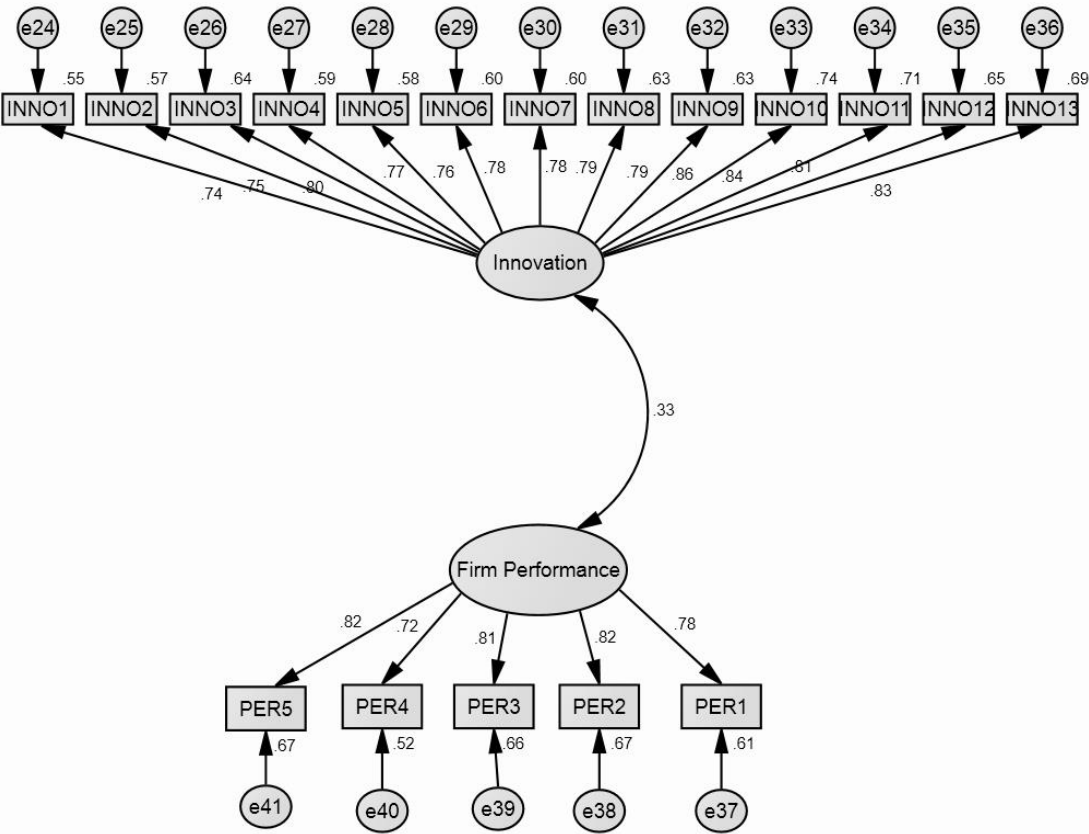 e24 e25 e26 e27 e28 e29 e30 e31 e32 e33 e34 e35 e36
.55 .57 .64 .59 .58 .60 .60 .63 .63 .74 .71 .65 .69
INNO1 INNO2 INNO3 INNO4 INNO5 INNO6 INNO7 INNO8 INNO9 INNO10 INNO11 INNO12 INNO13
.74 .75 .80 .77 .76 .78 .78 .79 .79 .86 .84 .81 .83
Innovation
.33
Firm Performance
.82 .72 .81 .82 .78
PER5 PER4 PER3 PER2 PER1
.67 .52 .66 .67 .61
e41 e40 e39 e38 e37